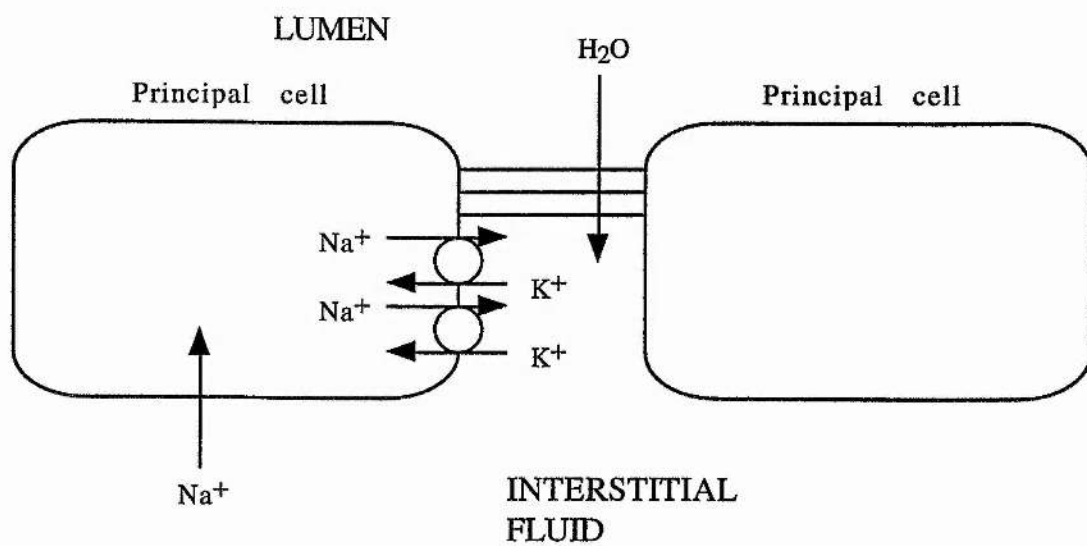 LUMEN
H2O
Principal cell
Principal cell
Na+
K+
Na+
K+
Na+
INTERSTITIAL
FLUID